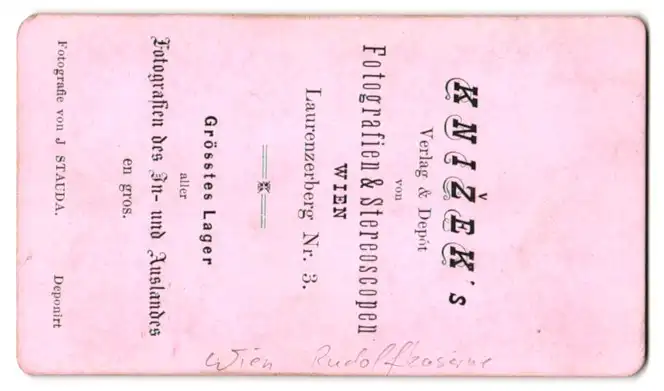 KNIŽEK's
Verlag & Depôt
von
Fotografien & Stereoscopen
WIEN
Laurenzerberg Nr. 3.
Grösstes Lager
aller
Fotografien des In- und Auslandes
en gros.
Fotografie von J STAUDA. Deponirt
Wien Rudolfkaserne